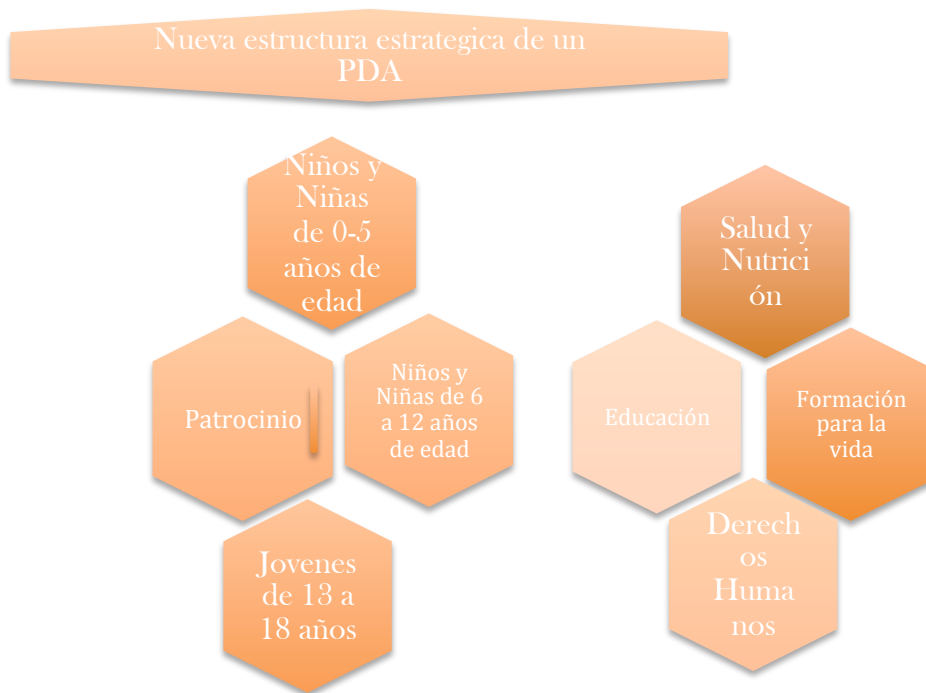 Nueva estructura estrategica de un
PDA
Niños y
Niñas
de 0-5
años de
edad
Patrocinio
Niños y
Niñas de 6
a 12 años
de edad
Jovenes
de 13 a
18 años
Salud y
Nutrici
ón
Educación
Formación
para la
vida
Derech
os
Huma
nos